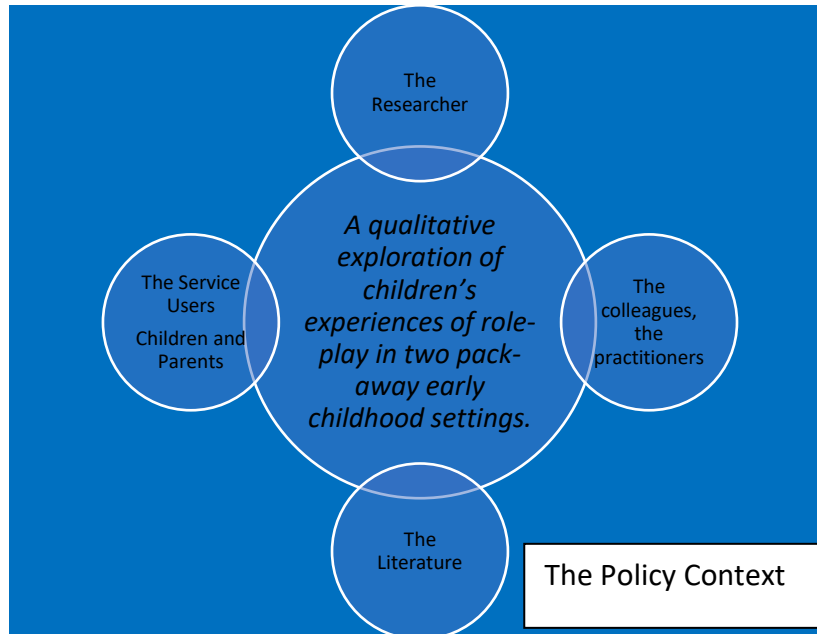 The
Researcher
A qualitative
exploration of
children’s
experiences of role-
play in two pack-
away early
childhood settings.
The Service
Users
Children and
Parents
The
colleagues,
the
practitioners
The
Literature
The Policy Context